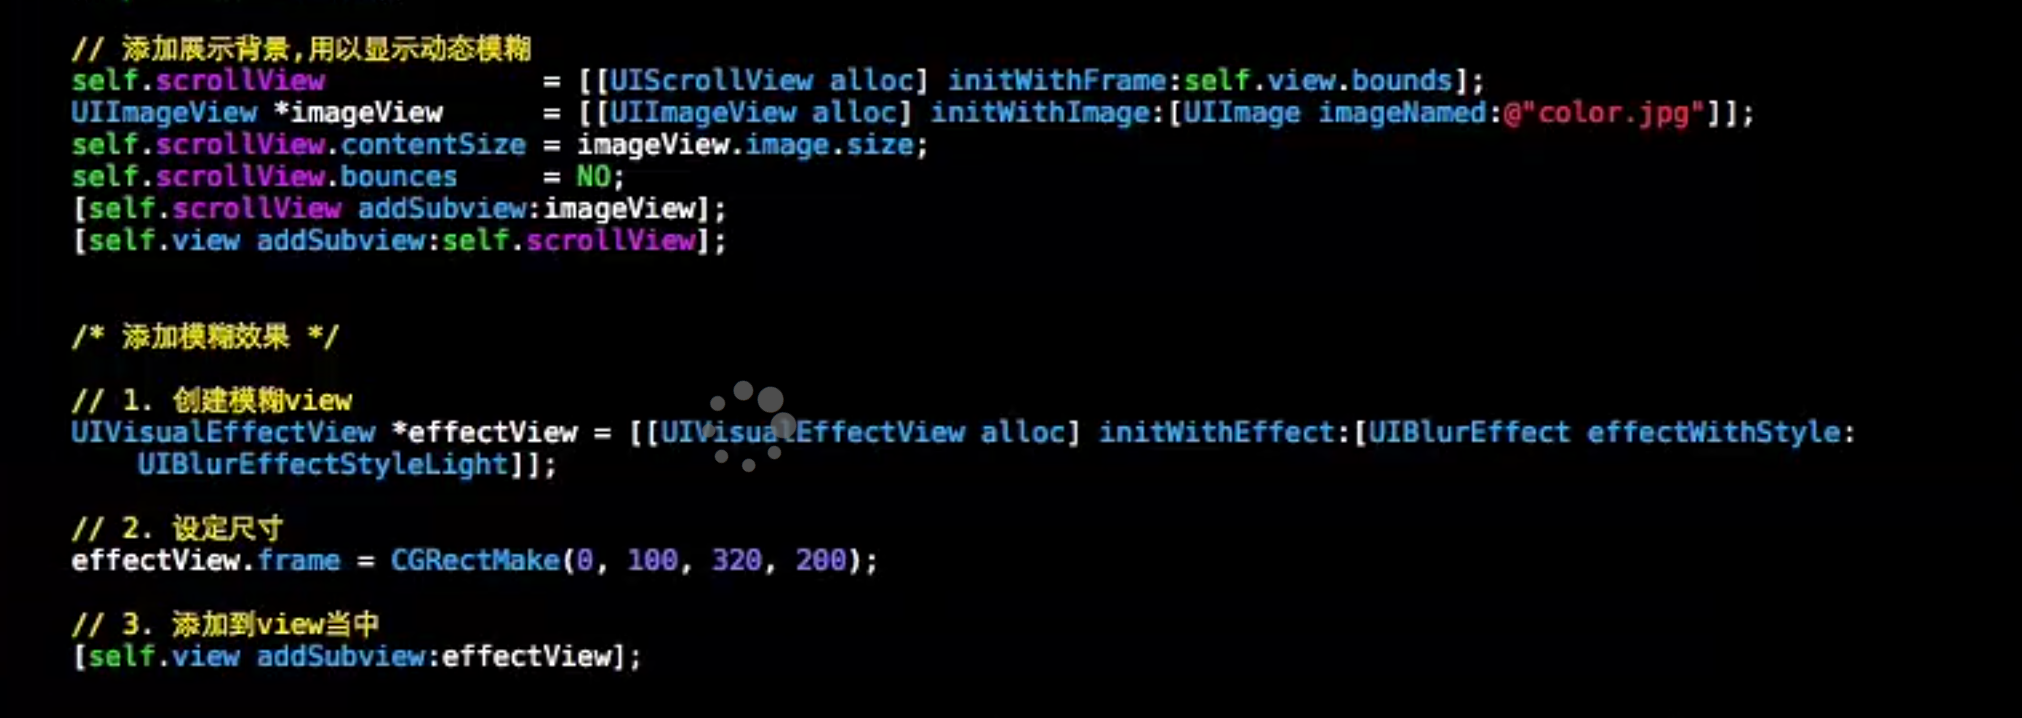 // 添加展示背景,用以显示动态模糊
self.scrollView             = [[UIScrollView alloc] initWithFrame:self.view.bounds];
UIImageView *imageView      = [[UIImageView alloc] initWithImage:[UIImage imageNamed:@"color.jpg"]];
self.scrollView.contentSize = imageView.image.size;
self.scrollView.bounces     = NO;
[self.scrollView addSubview:imageView];
[self.view addSubview:self.scrollView];
/* 添加模糊效果 */
// 1. 创建模糊view
UIVisualEffectView *effectView = [[UIVisualEffectView alloc] initWithEffect:[UIBlurEffect effectWithStyle:
UIBlurEffectStyleLight]];
// 2. 设定尺寸
effectView.frame = CGRectMake(0, 100, 320, 200);
// 3. 添加到view当中
[self.view addSubview:effectView];